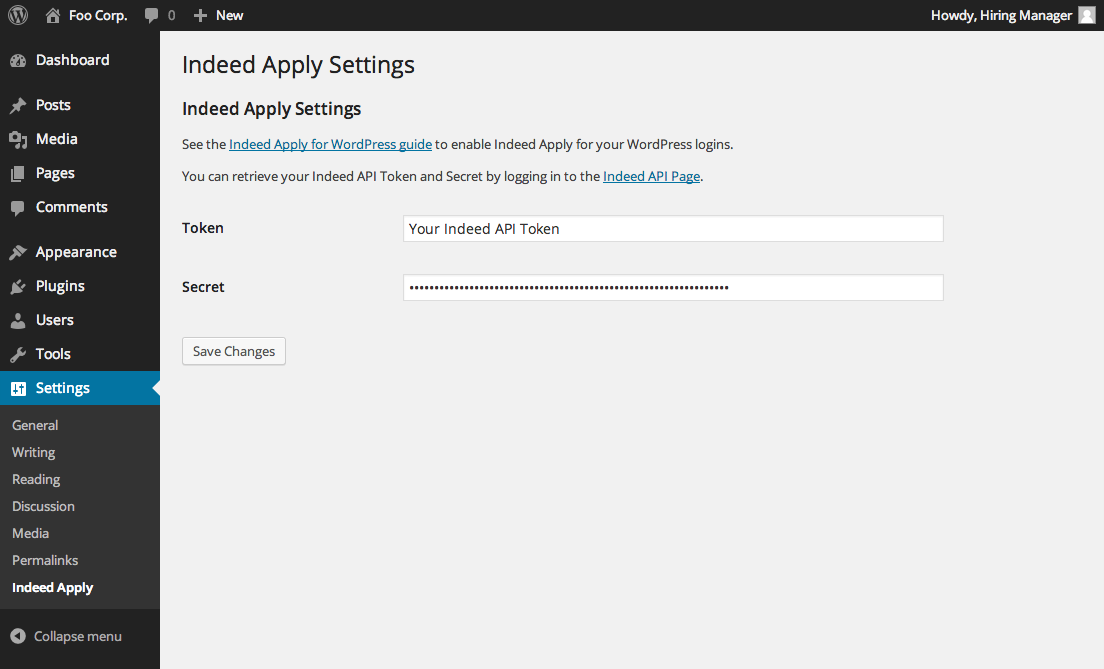 Foo Corp. 0 New Howdy, Hiring Manager
Dashboard
Posts
Media
Pages
Comments
Appearance
Plugins
Users
Tools
Settings
General
Writing
Reading
Discussion
Media
Permalinks
Indeed Apply
Collapse menu
Indeed Apply Settings
Indeed Apply Settings
See the Indeed Apply for WordPress guide to enable Indeed Apply for your WordPress logins.
You can retrieve your Indeed API Token and Secret by logging in to the Indeed API Page.
Token Your Indeed API Token
Secret ••••••••••••••••••••••••••••••••••••••••••••••••••••••••••••••••
Save Changes